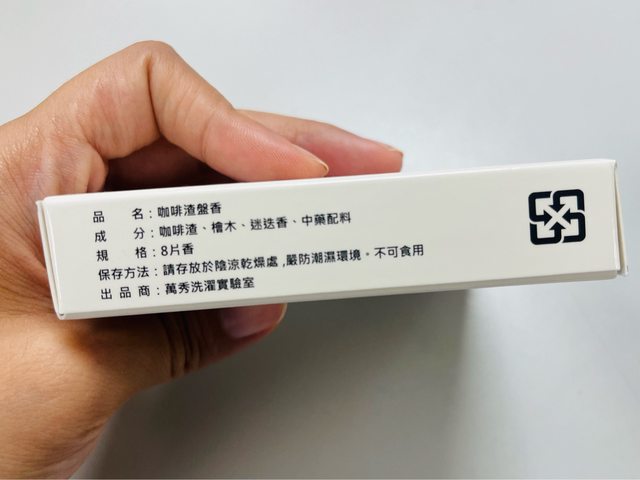 品　　名：咖啡渣盤香
成　　分：咖啡渣、檜木、迷迭香、中藥配料
規　　格：8片香
保存方法：請存放於陰涼乾燥處,嚴防潮濕環境。不可食用
出 品 商：萬秀洗濯實驗室